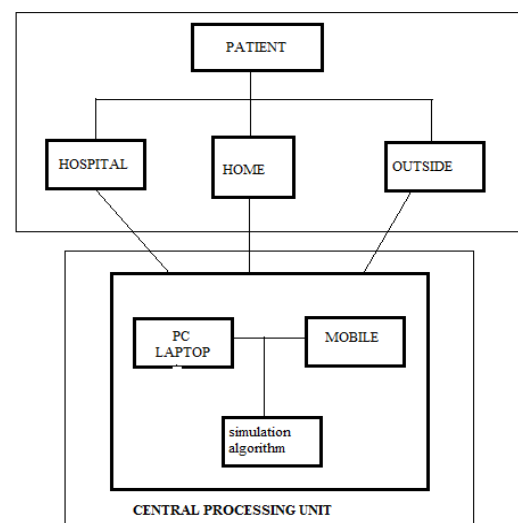 PATIENT
HOSPITAL
HOME
OUTSIDE
PC
LAPTOP
MOBILE
simulation
algorithm
CENTRAL PROCESSING UNIT